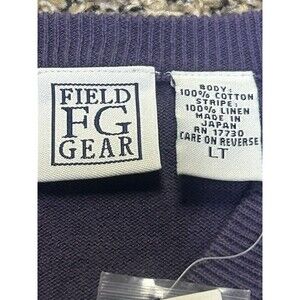 FIELD
FG
GEAR
BODY:
100% COTTON
STRIPE:
100% LINEN
MADE IN
JAPAN
RN 17730
CARE ON REVERSE
LT